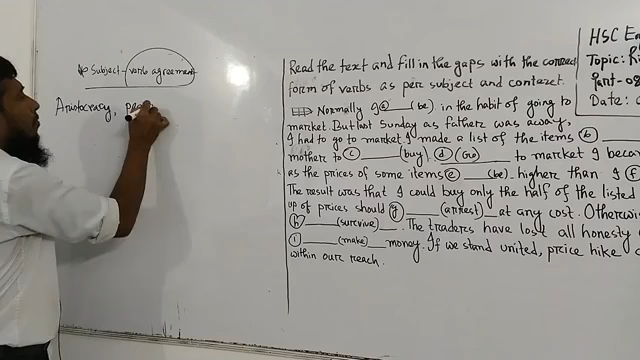 Subject-verb agreement
Aristocracy, peo
HSC En
Topic: Ri
Part-08
Date:
Read the text and fill in the gaps with the correct
form of verbs as per subject and context.
Normally I (a) ___ (be) in the habit of going to
market. But last Sunday as father was away,
I had to go to market. I made a list of the items (b) ___
mother to (c) ___ (buy). (d) (Go) ___ to market I becam
as the prices of some items (e) ___ (be) higher than I (f)
The result was that I could buy only the half of the listed
up of prices should (g) ___ (arrest) at any cost. Otherwis
(h) ___ (survive) ___. The traders have lost all honesty
(i) ___ (make) ___ money. If we stand united, price hike c
within our reach.